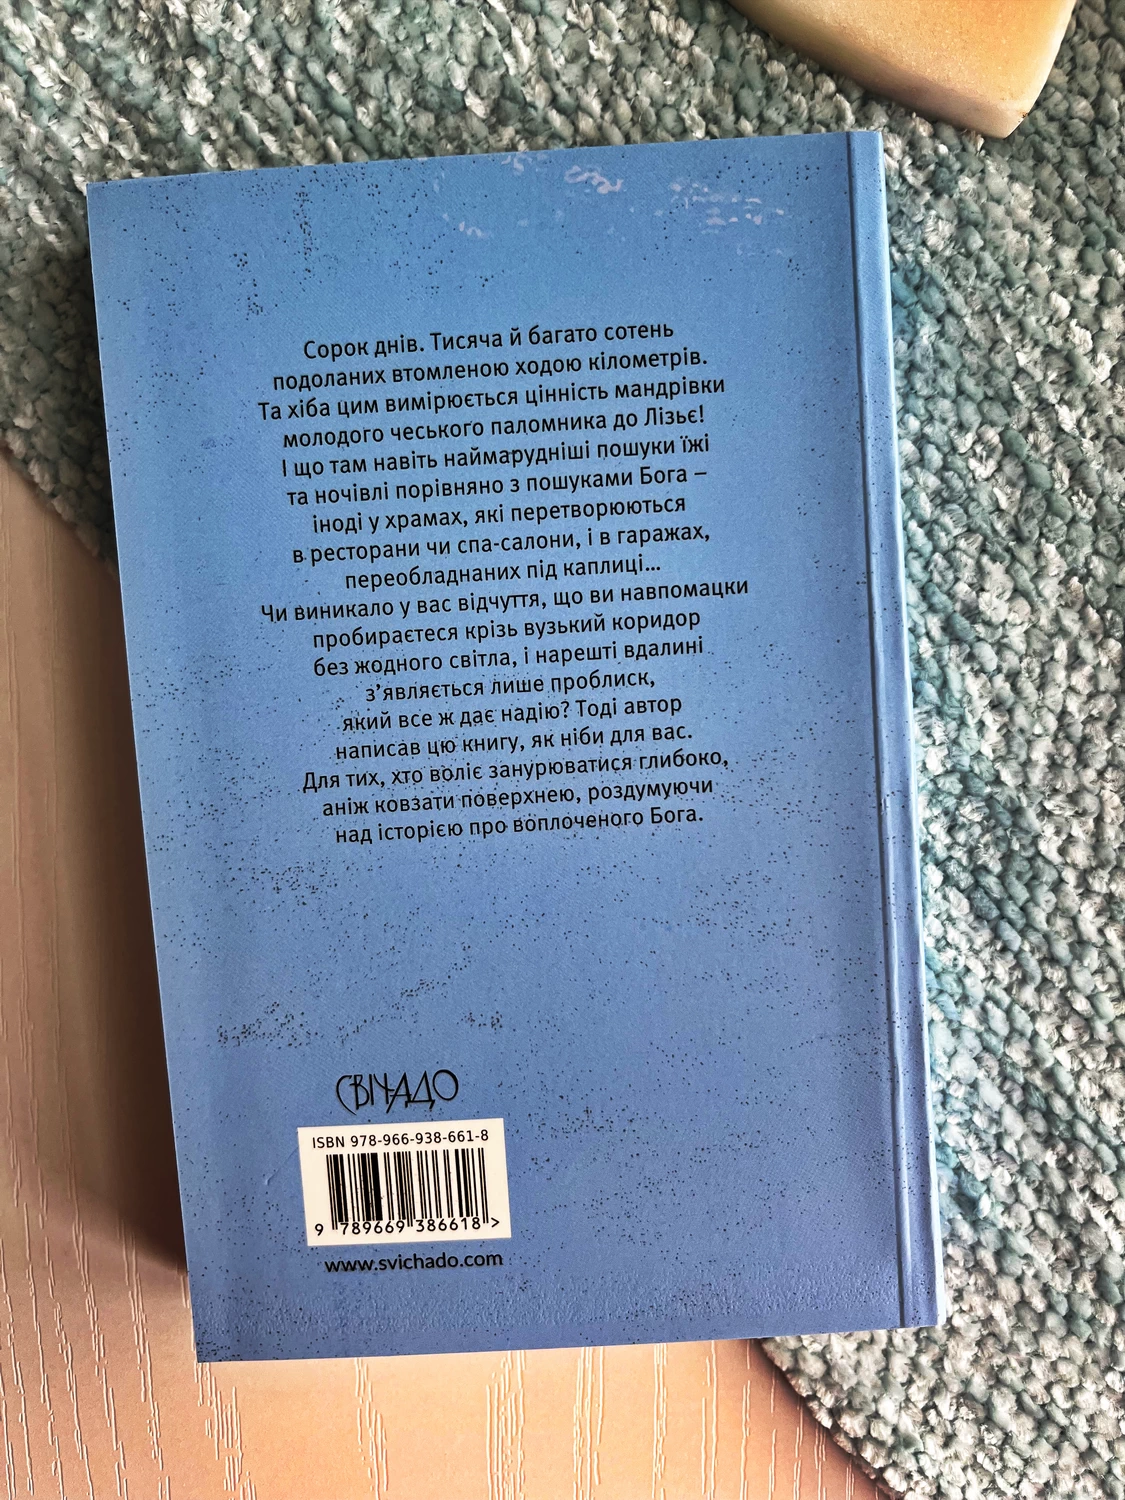 Сорок днів. Тисяча й багато сотень
подоланих втомленою ходою кілометрів.
Та хіба цим вимірюється цінність мандрівки
молодого чеського паломника до Лізьє!
І що там навіть наймарудніші пошуки їжі
та ночівлі порівняно з пошуками Бога –
іноді у храмах, які перетворюються
в ресторани чи спа-салони, і в гаражах,
переобладнаних під каплиці...
Чи виникало у вас відчуття, що ви навпомацки
пробираєтеся крізь вузький коридор
без жодного світла, і нарешті вдалині
з’являється лише проблиск,
який все ж дає надію? Тоді автор
написав цю книгу, як ніби для вас.
Для тих, хто воліє занурюватися глибоко,
аніж ковзати поверхнею, роздумуючи
над історією про воплоченого Бога.
СВІЧАДО
ISBN 978-966-938-661-8
9 789669 386618 >
www.svichado.com